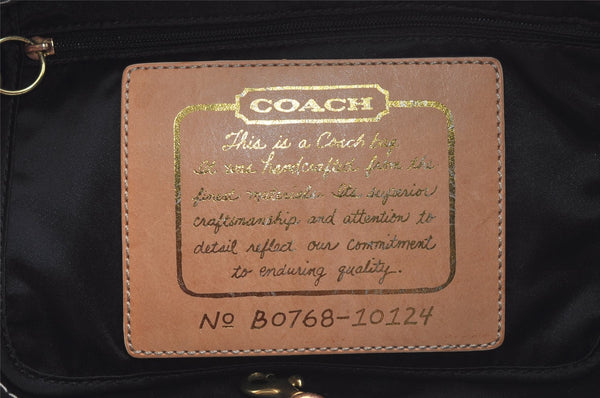 COACH
This is a Coach bag
It was handcrafted from the
finest materials. Its superior
craftsmanship and attention to
detail reflect our commitment
to enduring quality.
No B0768-10124